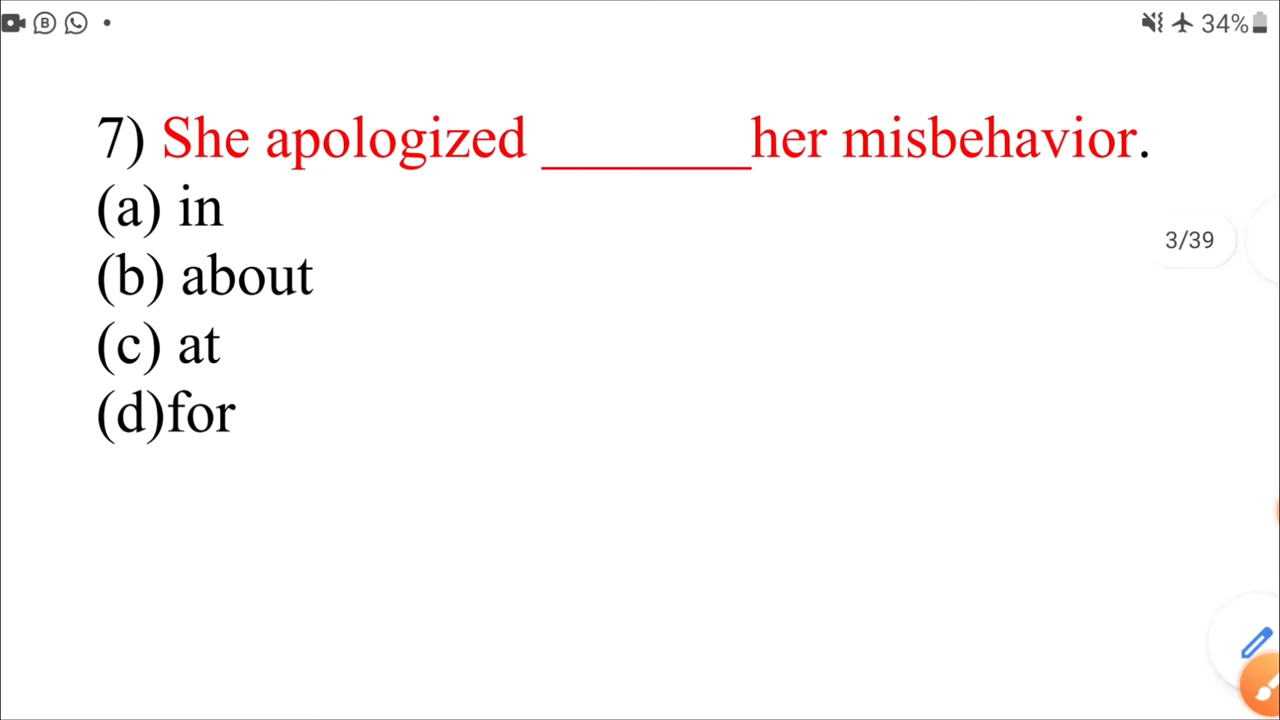 34%
7) She apologized ________her misbehavior.
(a) in
(b) about
(c) at
(d)for
3/39